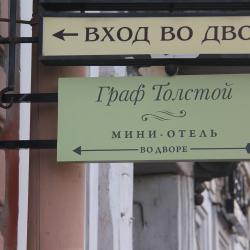 ВХОД ВО ДВО
Граф Толстой
МИНИ-ОТЕЛЬ
ВО ДВОРЕ